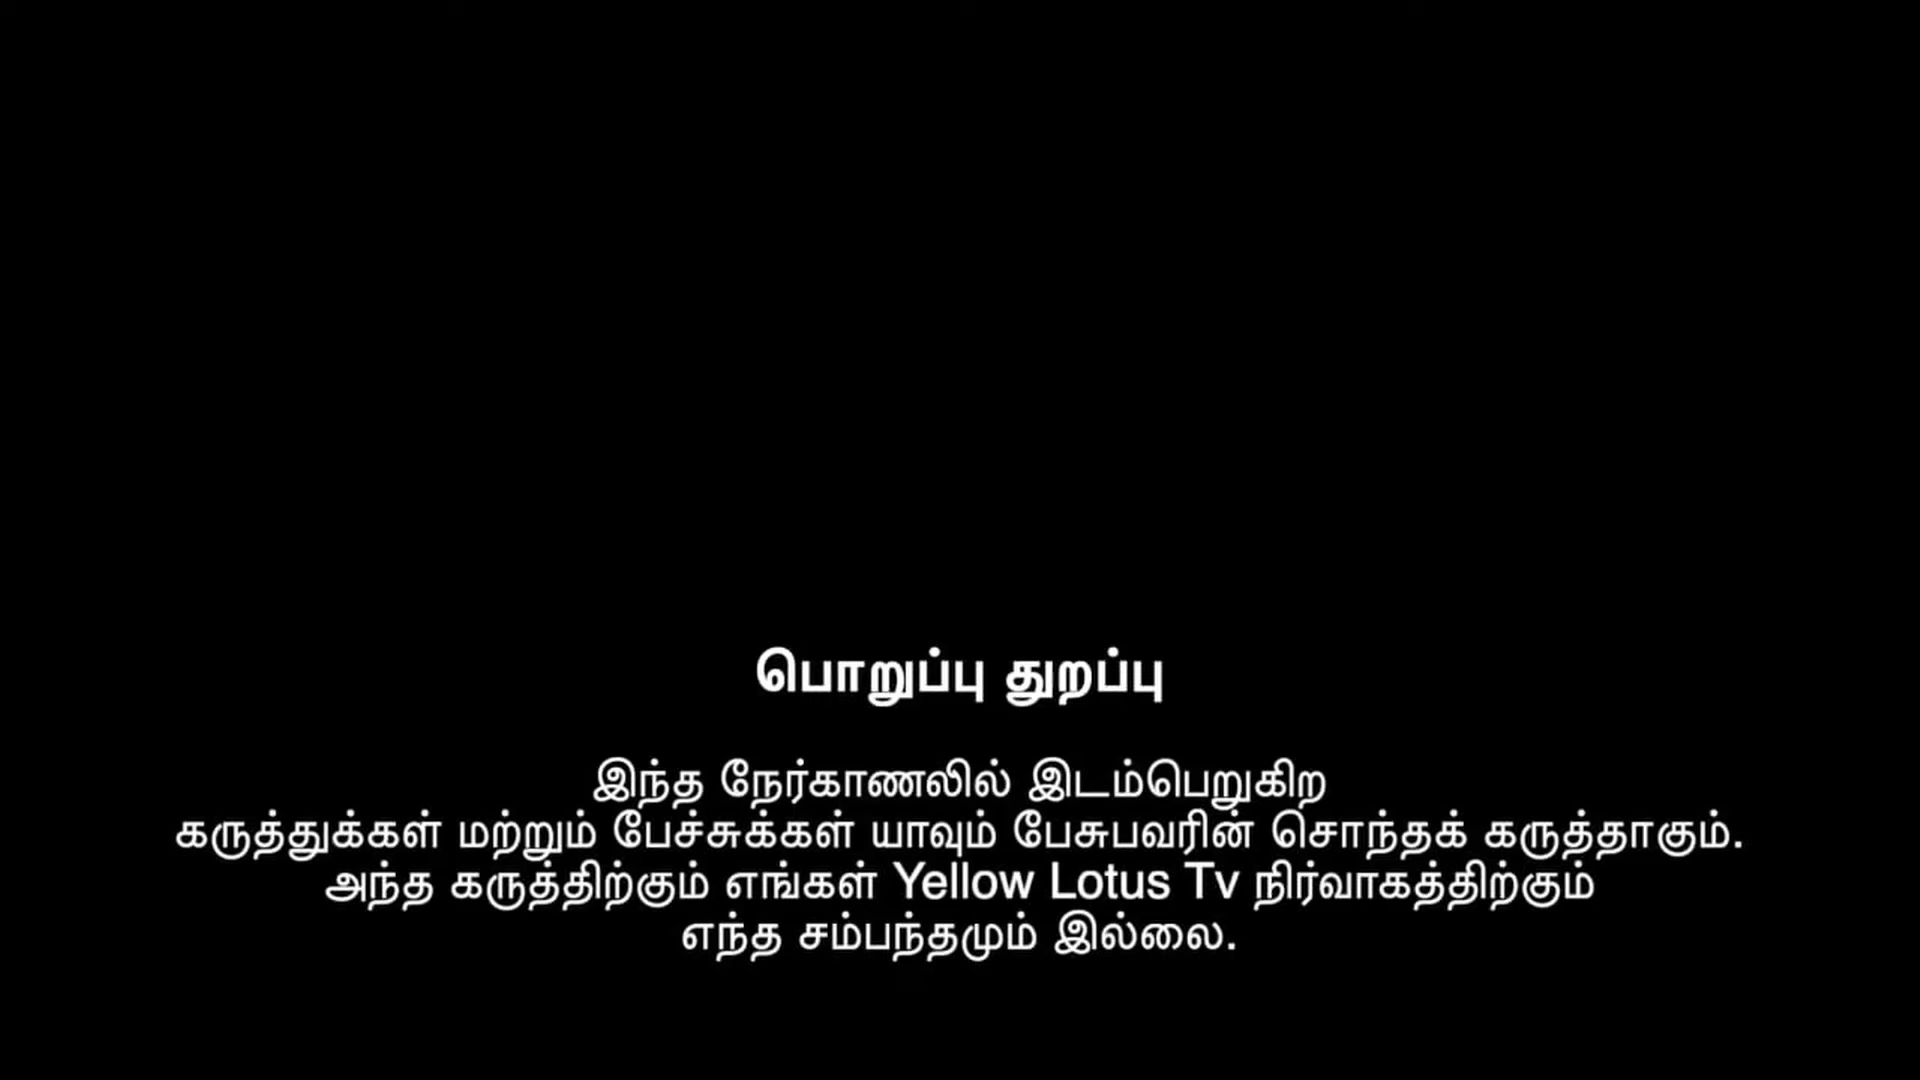 பொறுப்பு துறப்பு
இந்த நேர்காணலில் இடம்பெறுகிற
கருத்துக்கள் மற்றும் பேச்சுக்கள் யாவும் பேசுபவரின் சொந்தக் கருத்தாகும்.
அந்த கருத்திற்கும் எங்கள் Yellow Lotus Tv நிர்வாகத்திற்கும்
எந்த சம்பந்தமும் இல்லை.